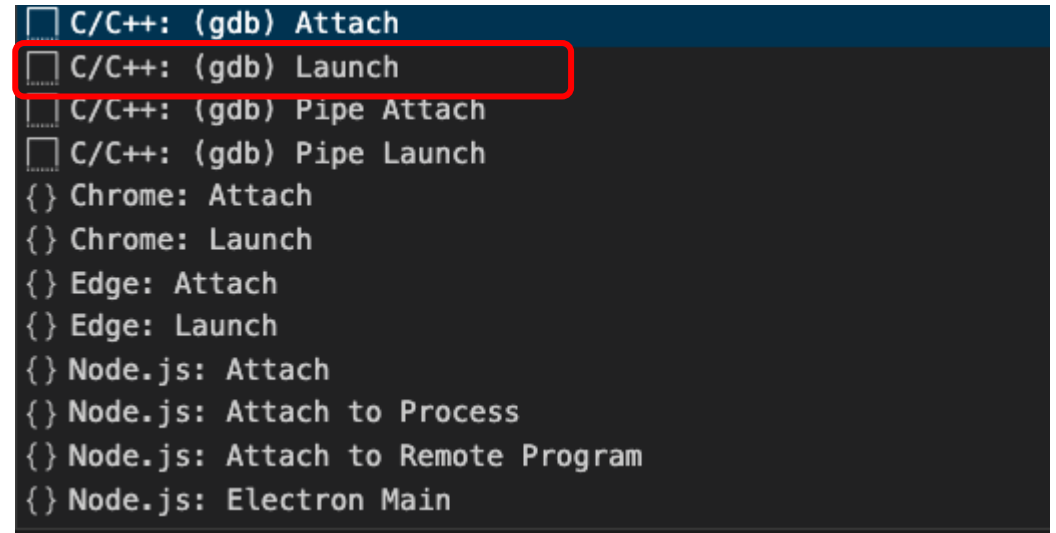 C/C++: (gdb) Attach
C/C++: (gdb) Launch
C/C++: (gdb) Pipe Attach
C/C++: (gdb) Pipe Launch
{} Chrome: Attach
{} Chrome: Launch
{} Edge: Attach
{} Edge: Launch
{} Node.js: Attach
{} Node.js: Attach to Process
{} Node.js: Attach to Remote Program
{} Node.js: Electron Main